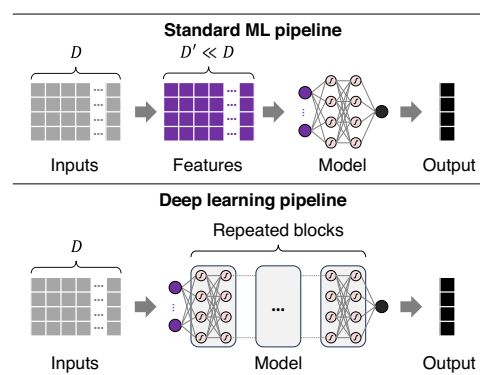 Standard ML pipeline
D
D′ ≪ D
...
...
Inputs
Features
Model
Output
Deep learning pipeline
D
Repeated blocks
...
...
Inputs
Model
Output